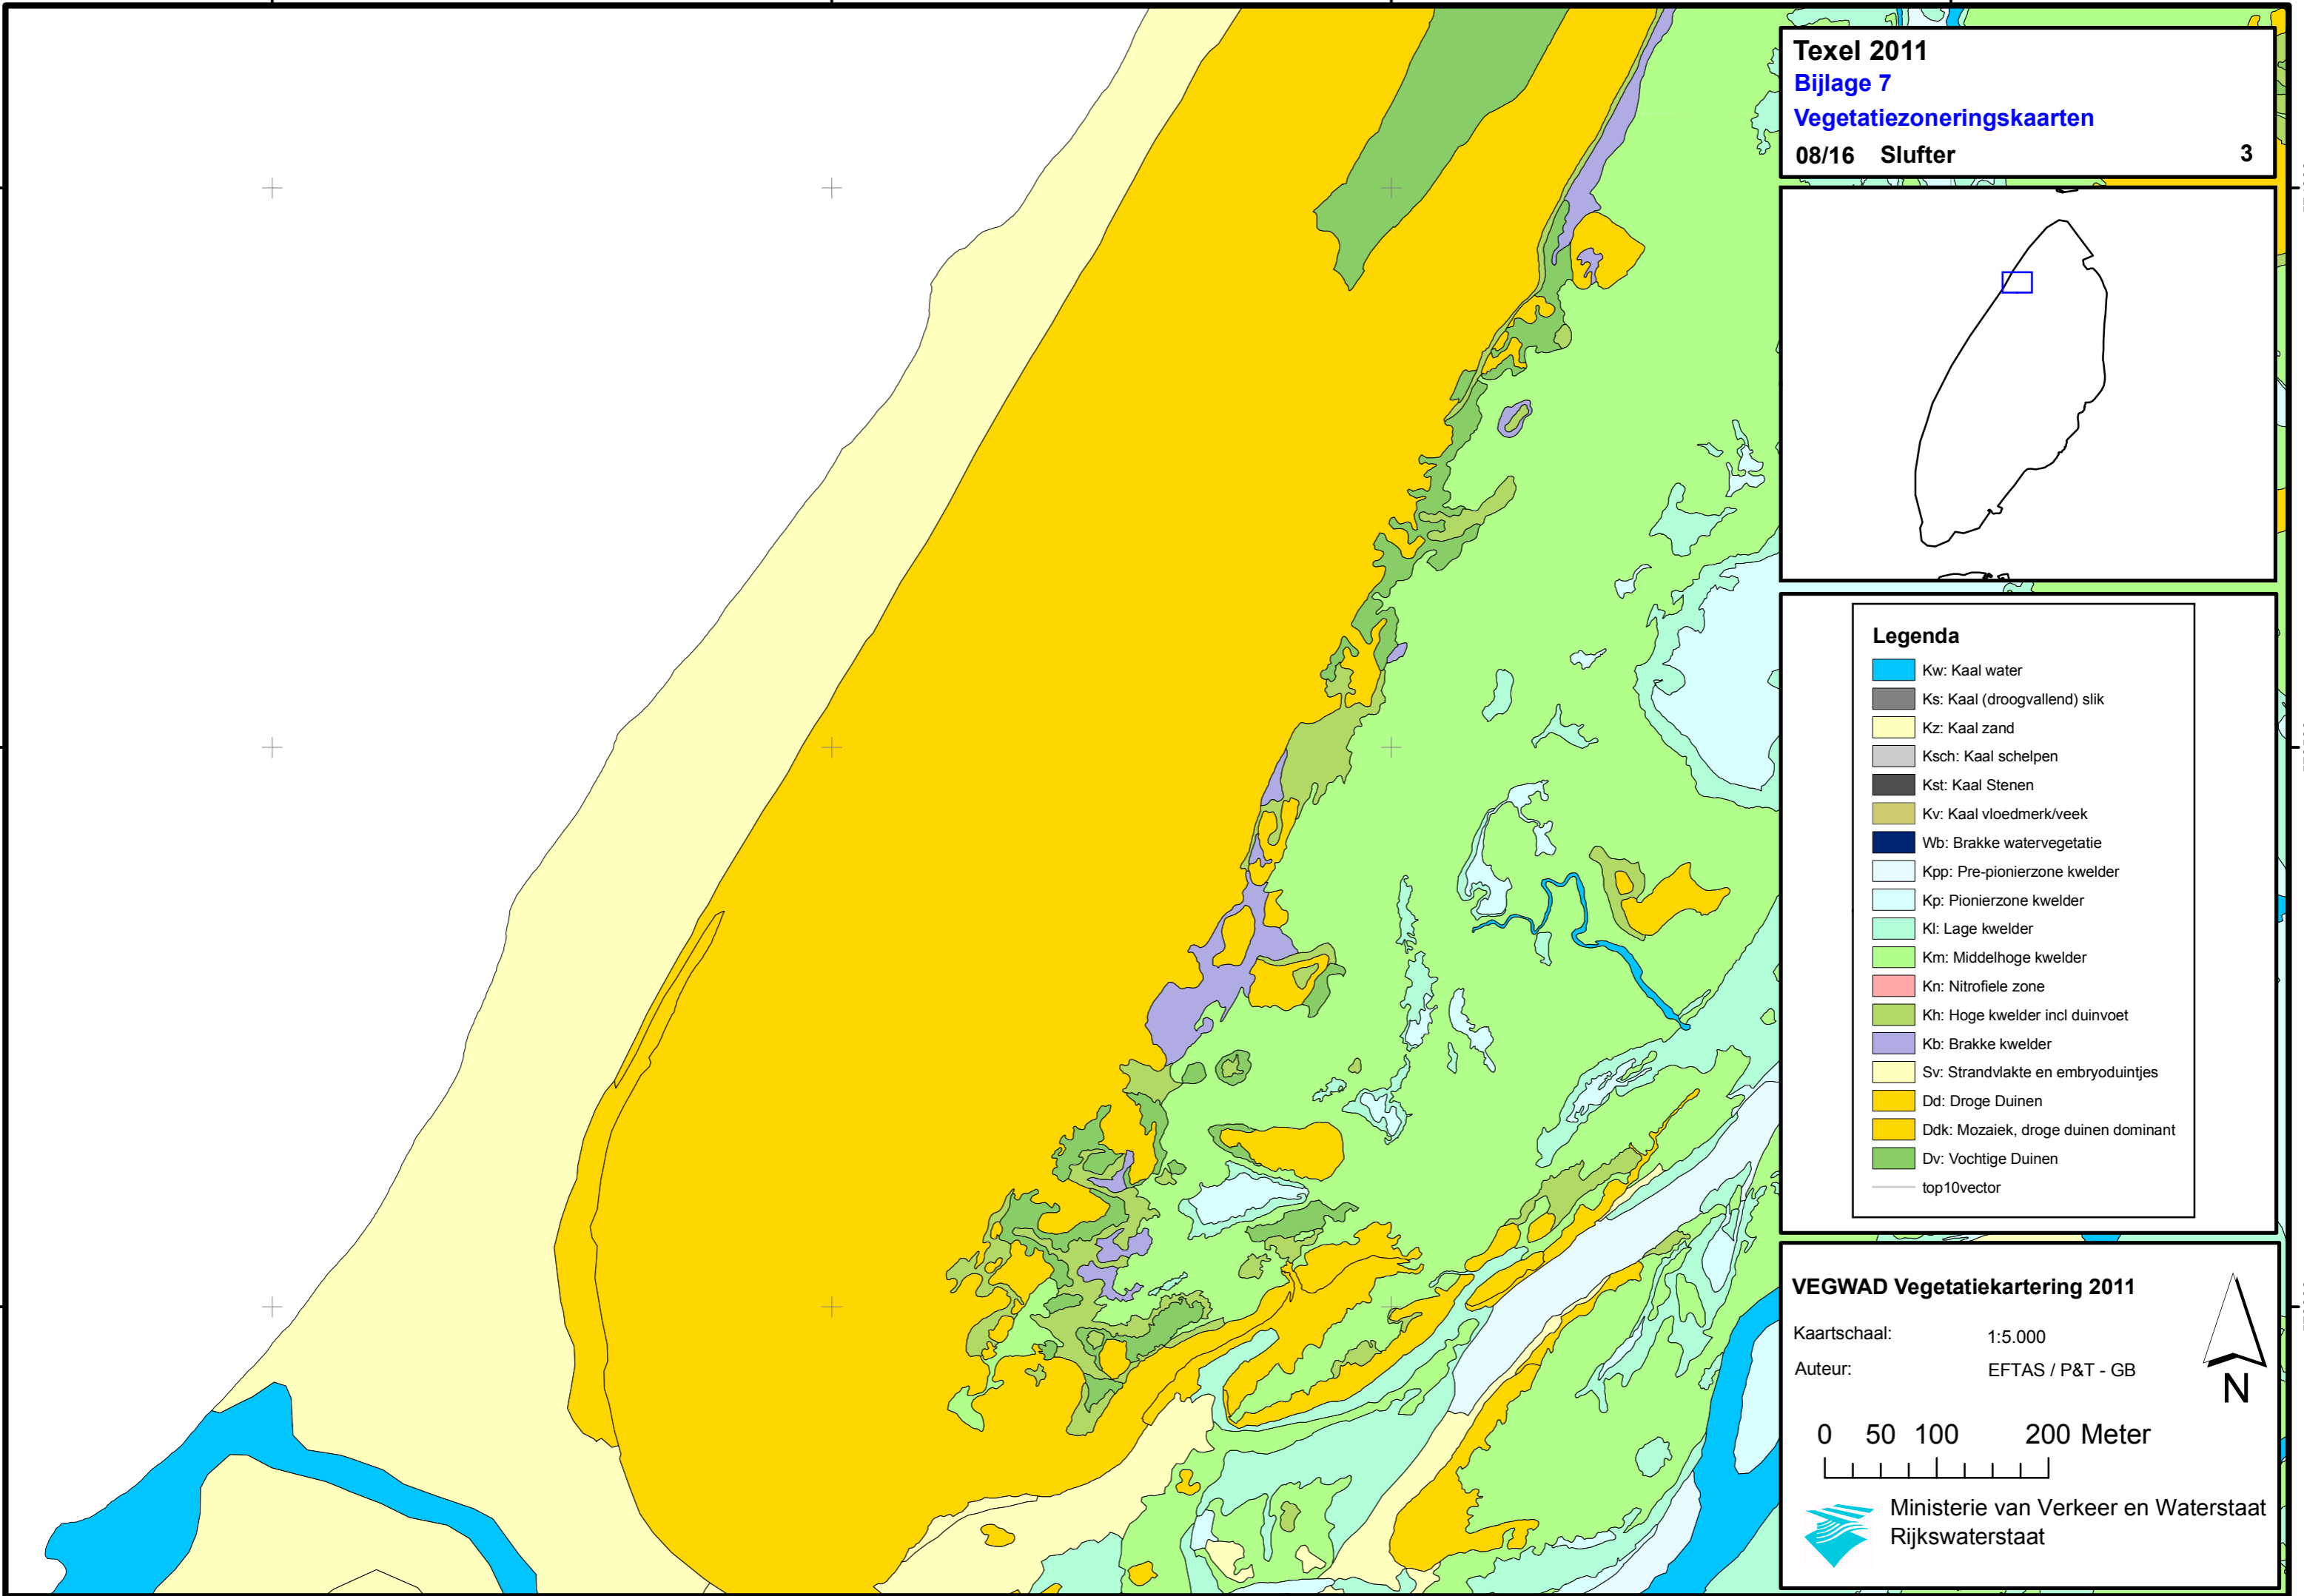 Texel 2011
Bijlage 7
Vegetatiezoneringskaarten
08/16 Slufter 3
Legenda
Kw: Kaal water
Ks: Kaal (droogvallend) slik
Kz: Kaal zand
Ksch: Kaal schelpen
Kst: Kaal Stenen
Kv: Kaal vloedmerk/veek
Wb: Brakke watervegetatie
Kpp: Pre-pionierzone kwelder
Kp: Pionierzone kwelder
Kl: Lage kwelder
Km: Middelhoge kwelder
Kn: Nitrofiele zone
Kh: Hoge kwelder incl duinvoet
Kb: Brakke kwelder
Sv: Strandvlakte en embryoduintjes
Dd: Droge Duinen
Ddk: Mozaiek, droge duinen dominant
Dv: Vochtige Duinen
top10vector
VEGWAD Vegetatiekartering 2011
Kaartschaal: 1:5.000
Auteur: EFTAS / P&T - GB
N
0 50 100 200 Meter
Ministerie van Verkeer en Waterstaat
Rijkswaterstaat